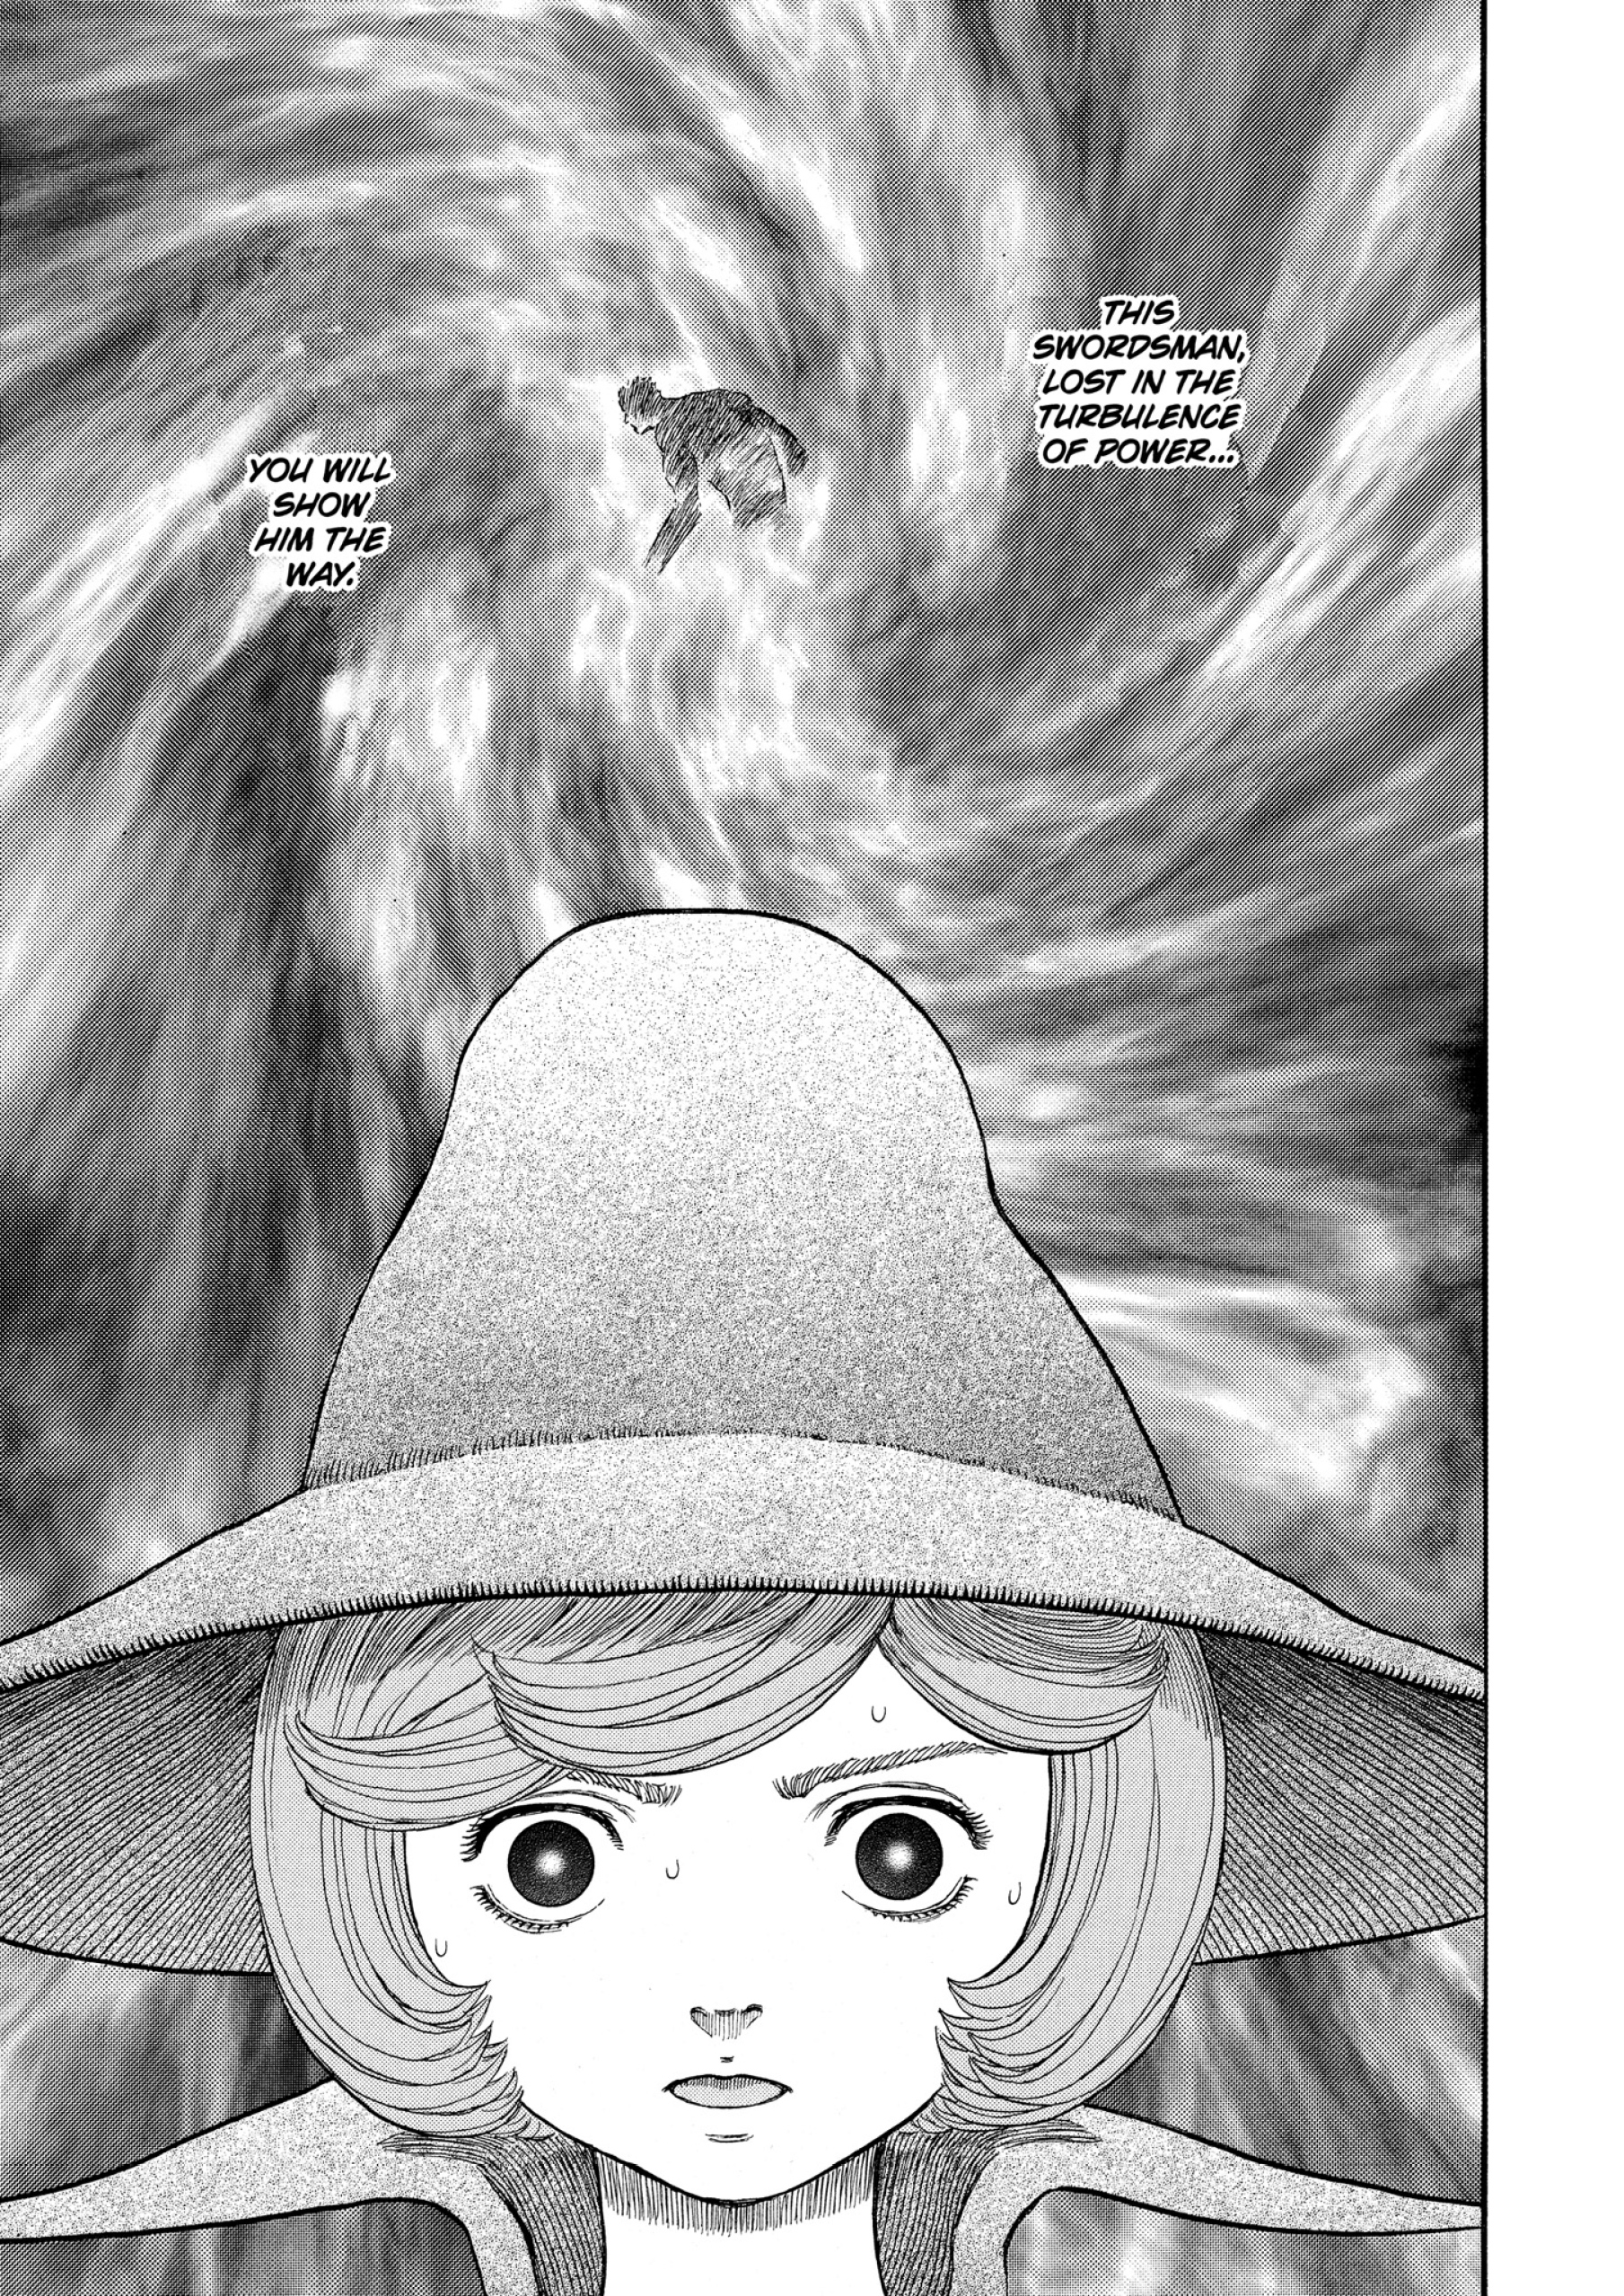 THIS
SWORDSMAN,
LOST IN THE
TURBULENCE
OF POWER...
YOU WILL
SHOW
HIM THE
WAY.